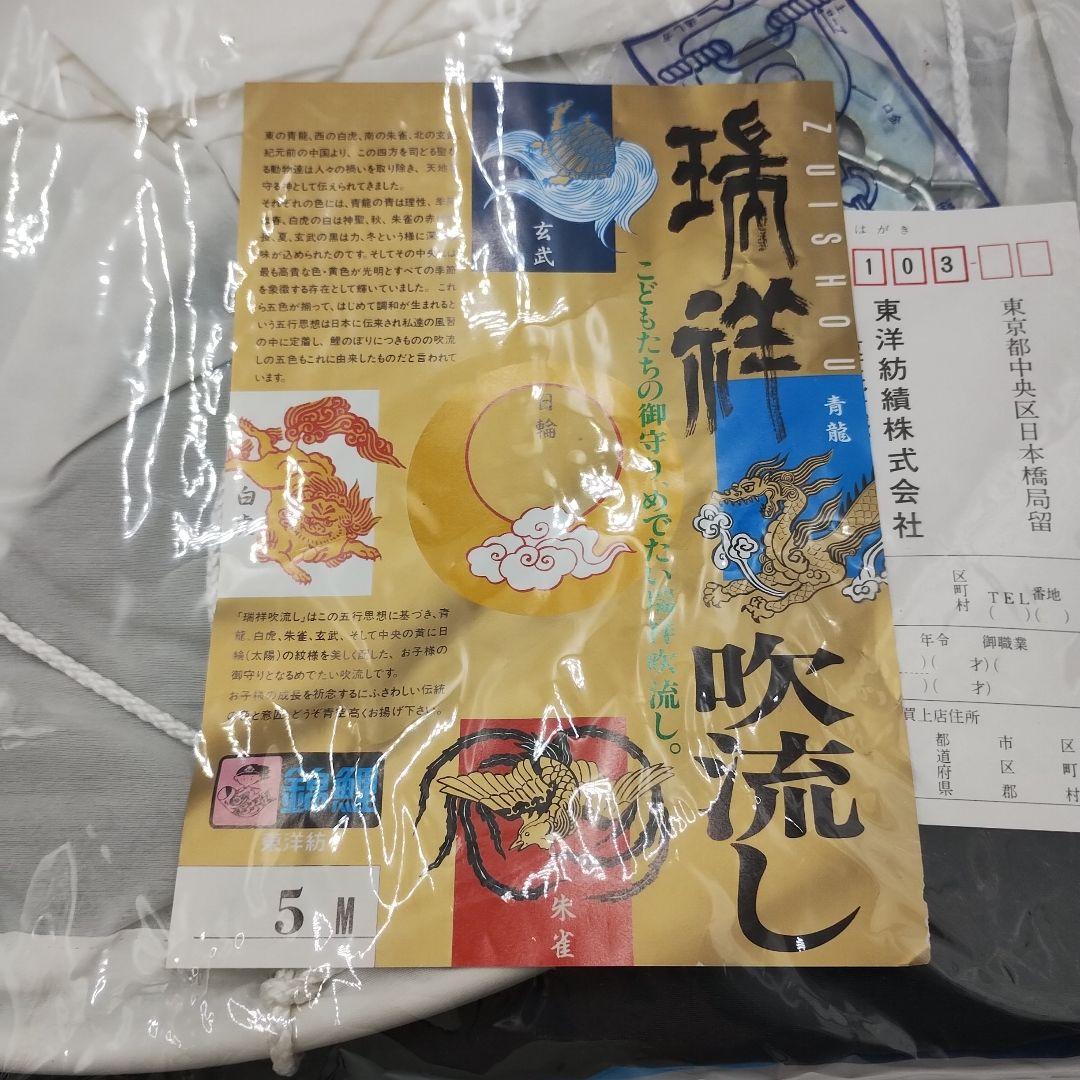 瑞祥
吹流し
ZUISHOU
こどもたちの御守り、めでたい瑞祥吹流し。
東の青龍、西の白虎、南の朱雀、北の玄
紀元前の中国より、この四方を司どる聖
る動物達は人々の禍いを取り除き、天地
守る神として伝えられてきました。
それぞれの色には、青龍の青は理性、季
は春、白虎の白は神聖、秋、朱雀の赤は
夏、玄武の黒は力、冬という様に深
味が込められたのです。そしてその中央
最も高貴な色・黄色が光明とすべての季節
を象徴する存在として輝いていました。これ
ら五色が揃って、はじめて調和が生まれると
いう五行思想は日本に伝来され私達の風習
の中に定着し、鯉のぼりにつきものの吹流
しの五色もこれに由来したものだと言われて
います。
玄武
青龍
日輪
白虎
朱雀
「瑞祥吹流し」はこの五行思想に基づき、青
龍、白虎、朱雀、玄武、そして中央の黄に日
輪(太陽)の紋様を美しく配した、お子様の
御守りとなるめでたい吹流しです。
お子様の成長を祈念するにふさわしい伝統
の色と意匠、どうぞ青空高くお揚げ下さい。
錦鯉
東洋紡
5 M
はがき
103-
東京都中央区日本橋局留
東洋紡績株式会社
区町村
番地
TEL
( )( )
年令 御職業
)( 才)(
)( 才)
買上店住所
都道府県
市区郡
区町村
ロ金